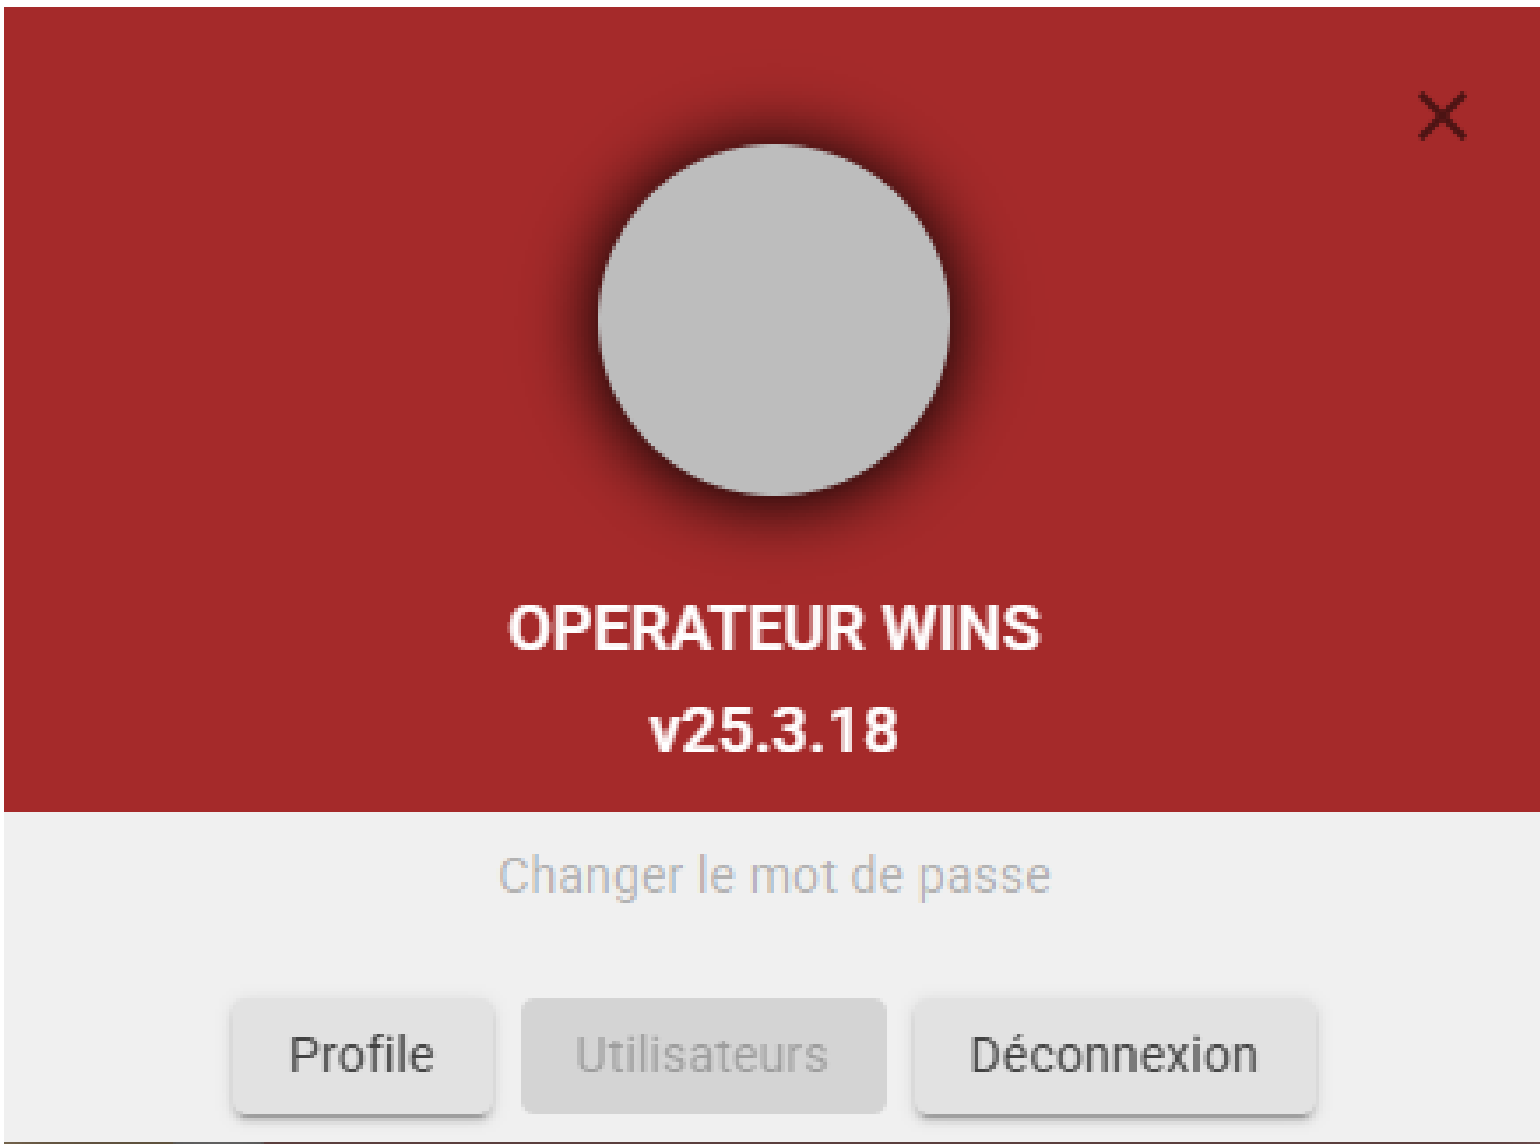 OPERATEUR WINS
v25.3.18
Changer le mot de passe
Profile
Utilisateurs
Déconnexion